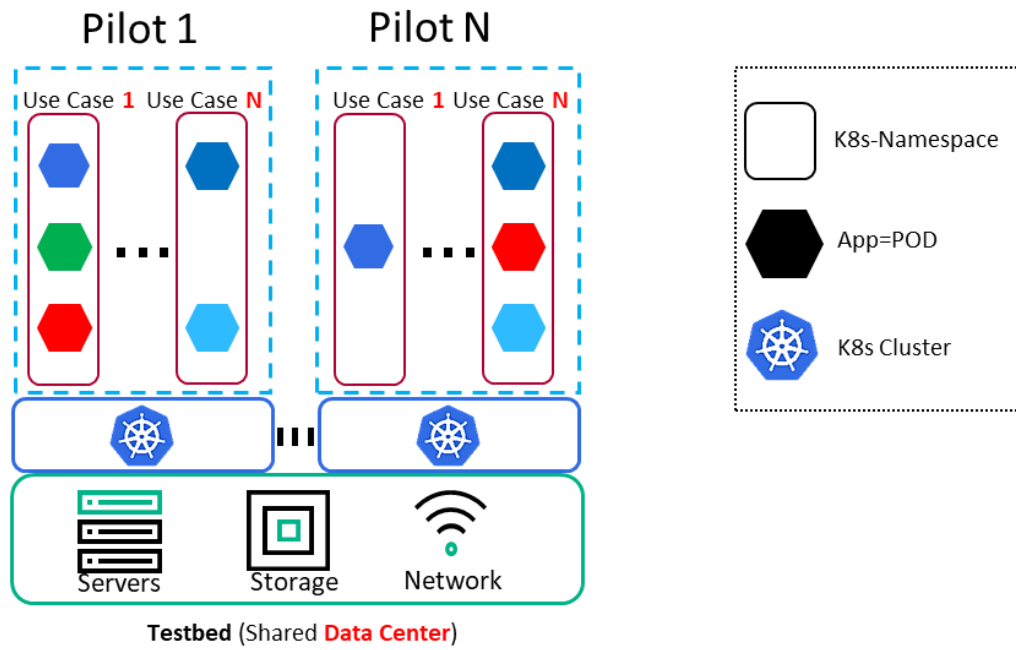 Pilot 1
Pilot N
Use Case 1 Use Case N
Use Case 1 Use Case N
K8s-Namespace
App=POD
K8s Cluster
Servers
Storage
Network
Testbed (Shared Data Center)